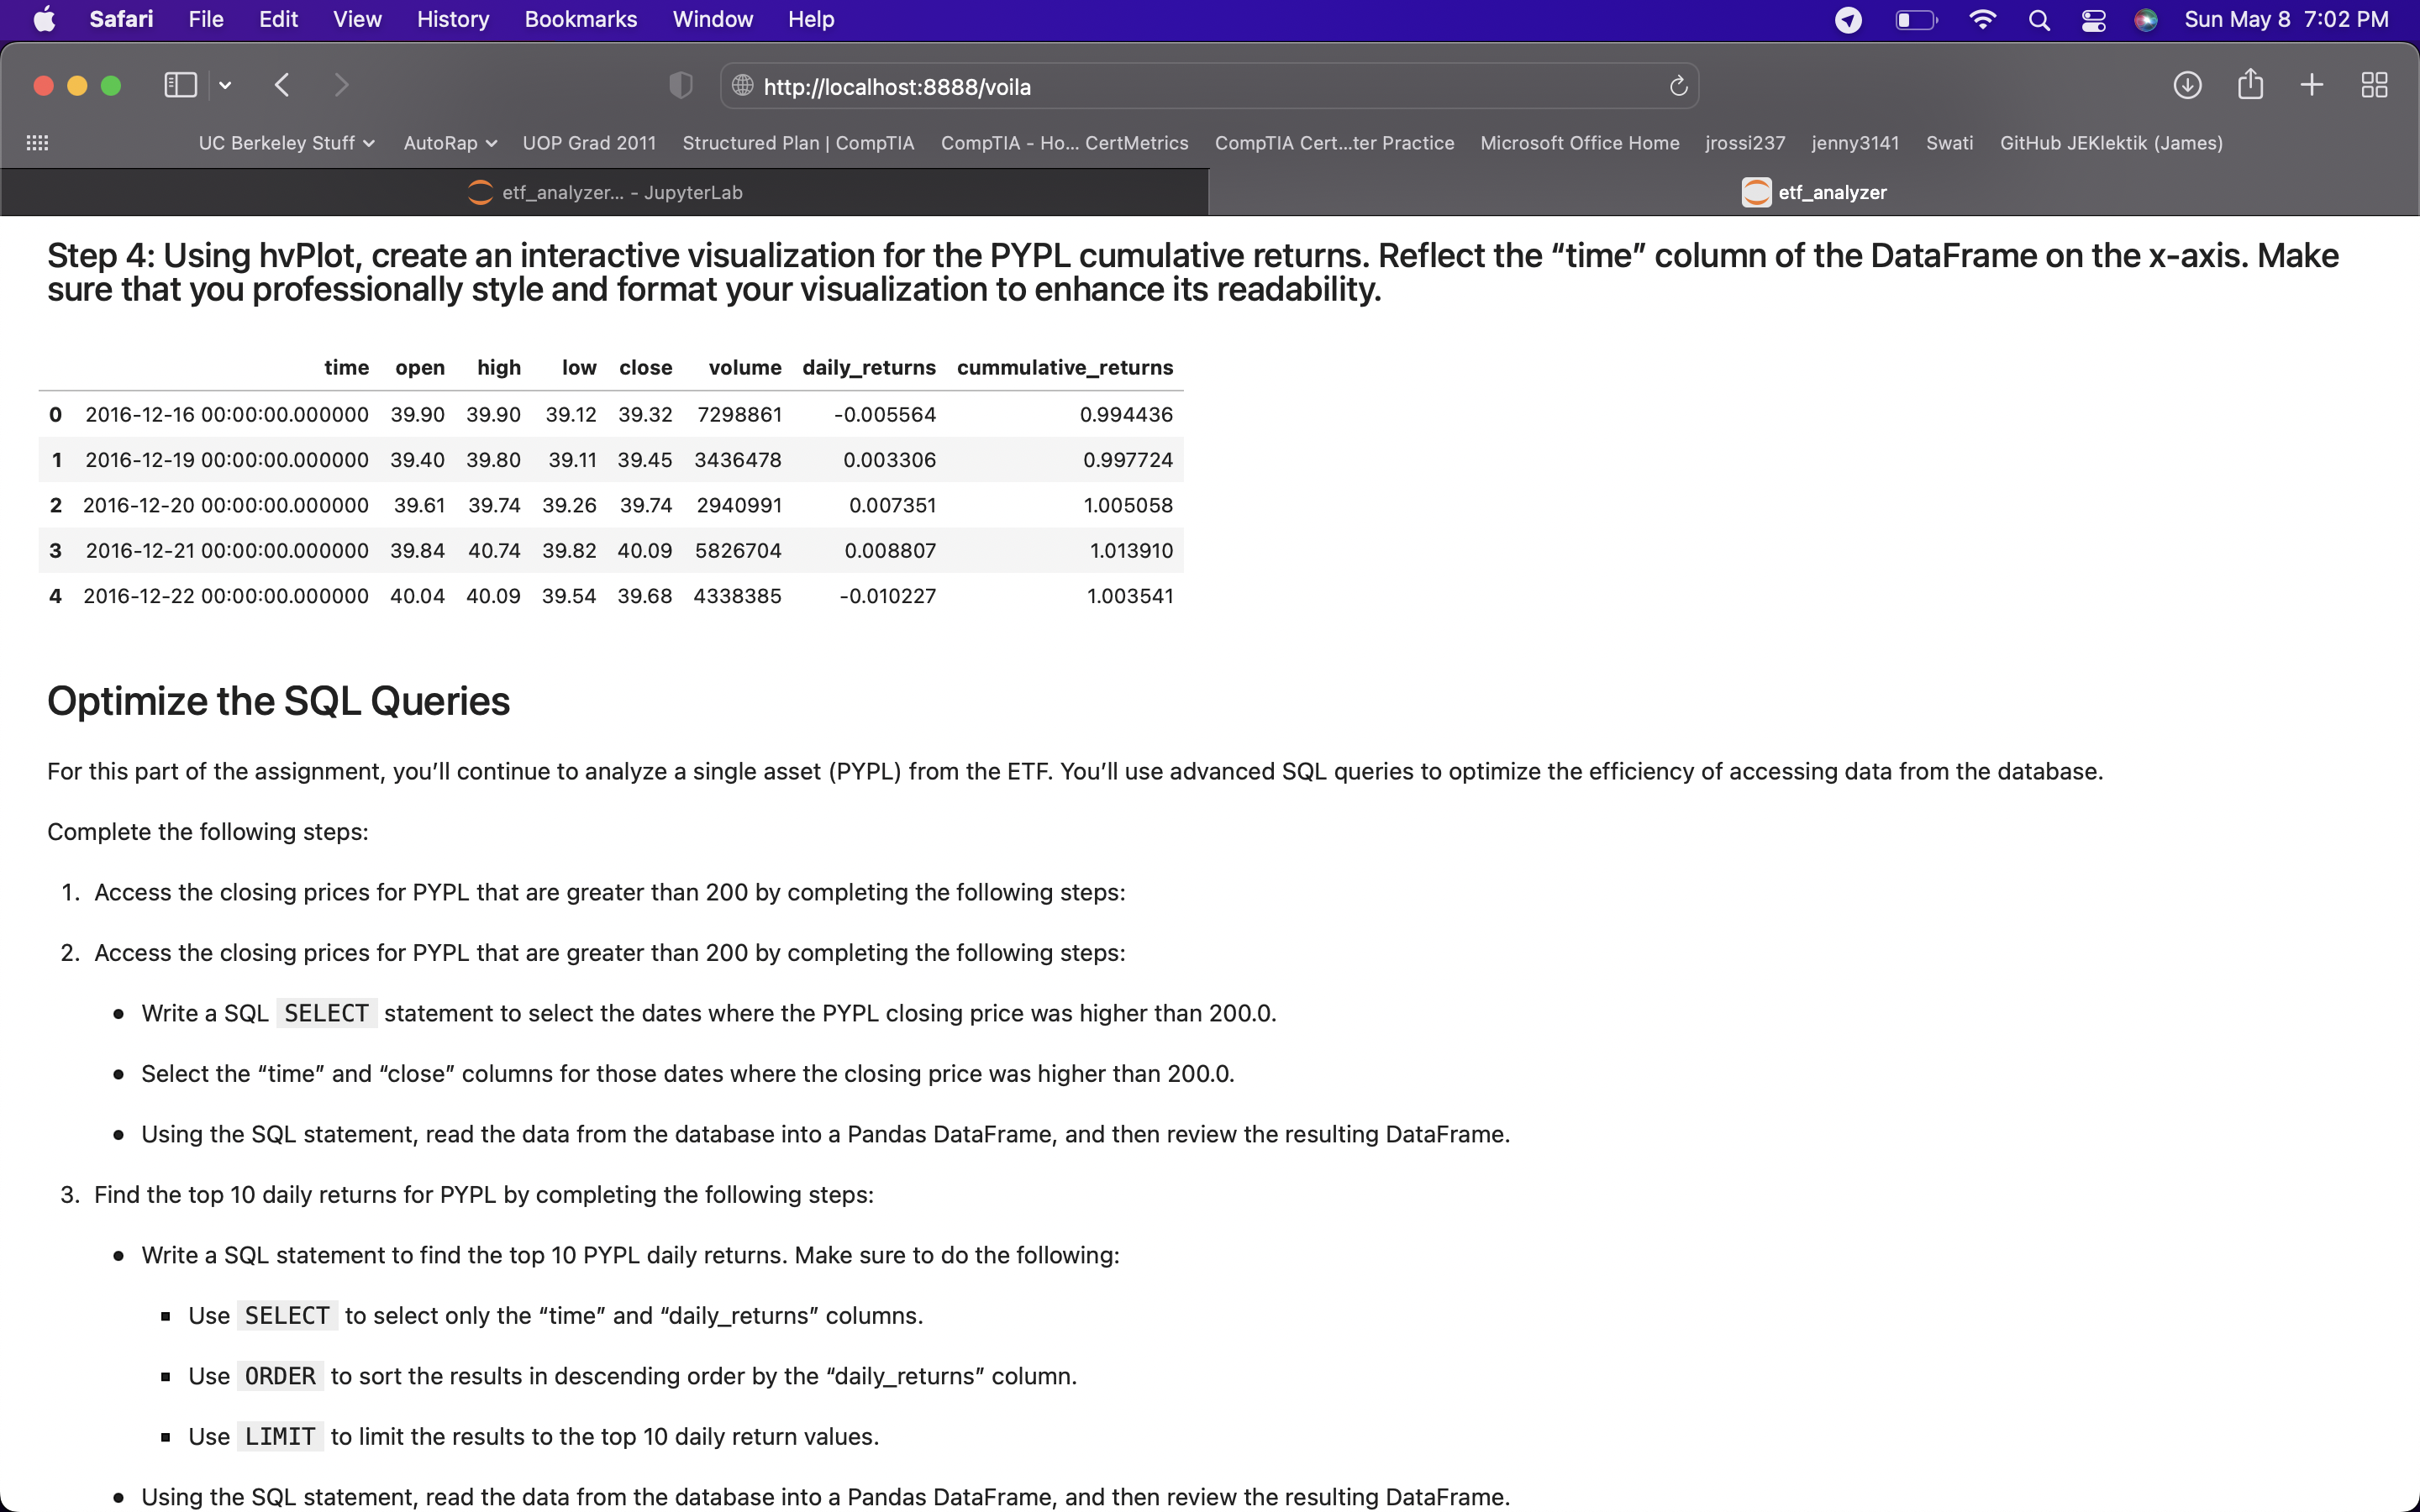 Safari File Edit View History Bookmarks Window Help Sun May 8 7:02 PM
http://localhost:8888/voila
UC Berkeley Stuff AutoRap UOP Grad 2011 Structured Plan | CompTIA CompTIA - Ho... CertMetrics CompTIA Cert...ter Practice Microsoft Office Home jrossi237 jenny3141 Swati GitHub JEKlektik (James)
etf_analyzer... - JupyterLab etf_analyzer
Step 4: Using hvPlot, create an interactive visualization for the PYPL cumulative returns. Reflect the “time” column of the DataFrame on the x-axis. Make
sure that you professionally style and format your visualization to enhance its readability.
time open high low close volume daily_returns cummulative_returns
0 2016-12-16 00:00:00.000000 39.90 39.90 39.12 39.32 7298861 -0.005564 0.994436
1 2016-12-19 00:00:00.000000 39.40 39.80 39.11 39.45 3436478 0.003306 0.997724
2 2016-12-20 00:00:00.000000 39.61 39.74 39.26 39.74 2940991 0.007351 1.005058
3 2016-12-21 00:00:00.000000 39.84 40.74 39.82 40.09 5826704 0.008807 1.013910
4 2016-12-22 00:00:00.000000 40.04 40.09 39.54 39.68 4338385 -0.010227 1.003541
Optimize the SQL Queries
For this part of the assignment, you’ll continue to analyze a single asset (PYPL) from the ETF. You’ll use advanced SQL queries to optimize the efficiency of accessing data from the database.
Complete the following steps:
1. Access the closing prices for PYPL that are greater than 200 by completing the following steps:
2. Access the closing prices for PYPL that are greater than 200 by completing the following steps:
• Write a SQL SELECT statement to select the dates where the PYPL closing price was higher than 200.0.
• Select the “time” and “close” columns for those dates where the closing price was higher than 200.0.
• Using the SQL statement, read the data from the database into a Pandas DataFrame, and then review the resulting DataFrame.
3. Find the top 10 daily returns for PYPL by completing the following steps:
• Write a SQL statement to find the top 10 PYPL daily returns. Make sure to do the following:
▪ Use SELECT to select only the “time” and “daily_returns” columns.
▪ Use ORDER to sort the results in descending order by the “daily_returns” column.
▪ Use LIMIT to limit the results to the top 10 daily return values.
• Using the SQL statement, read the data from the database into a Pandas DataFrame, and then review the resulting DataFrame.